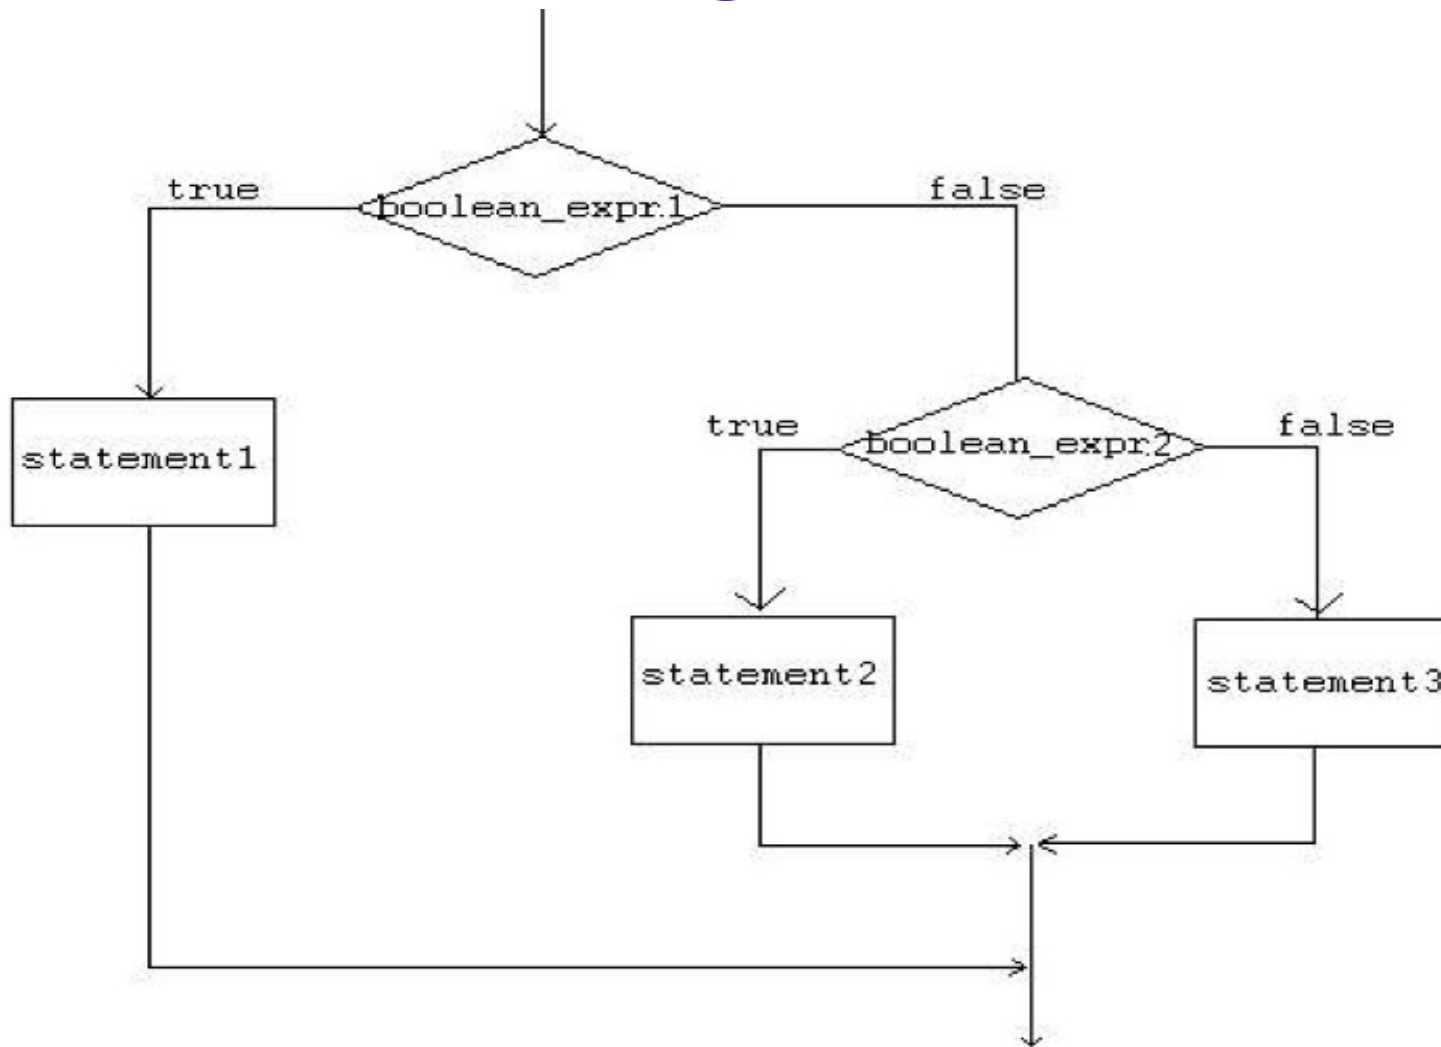 true
false
boolean_expr1
true
false
boolean_expr2
statement1
statement2
statement3